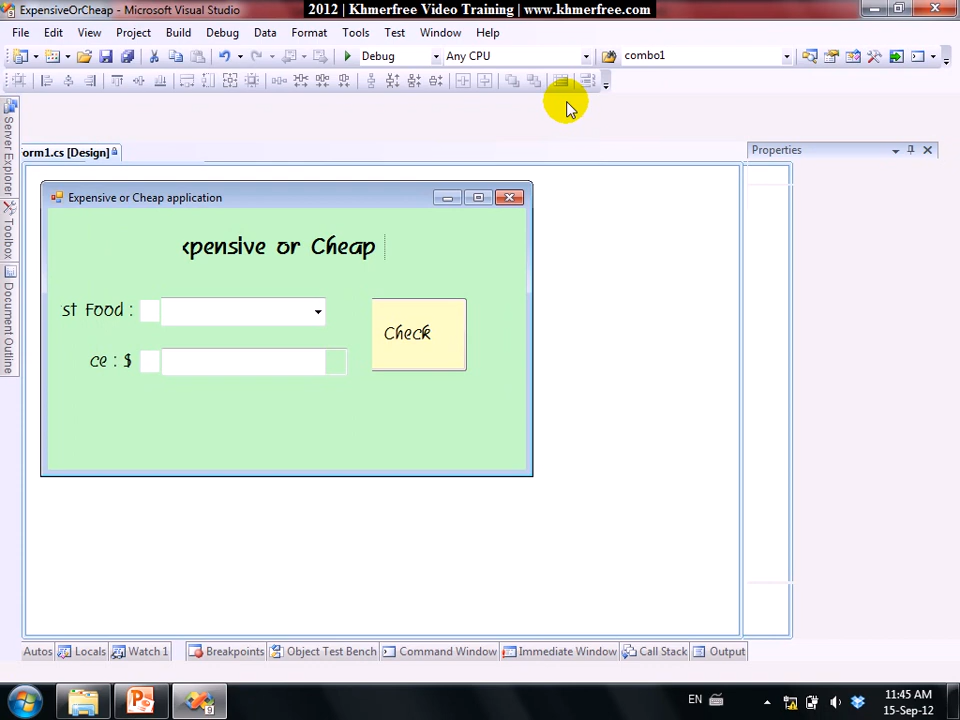 ExpensiveOrCheap - Microsoft Visual Studio
2012 | Khmerfree Video Training | www.khmerfree.com
File Edit View Project Build Debug Data Format Tools Test Window Help
Debug Any CPU combo1
Server Explorer
Toolbox
Document Outline
orm1.cs [Design]
Properties
Expensive or Cheap application
xpensive or Cheap
st Food :
Check
ce : $
Autos Locals Watch 1 Breakpoints Object Test Bench Command Window Immediate Window Call Stack Output
EN
11:45 AM
15-Sep-12